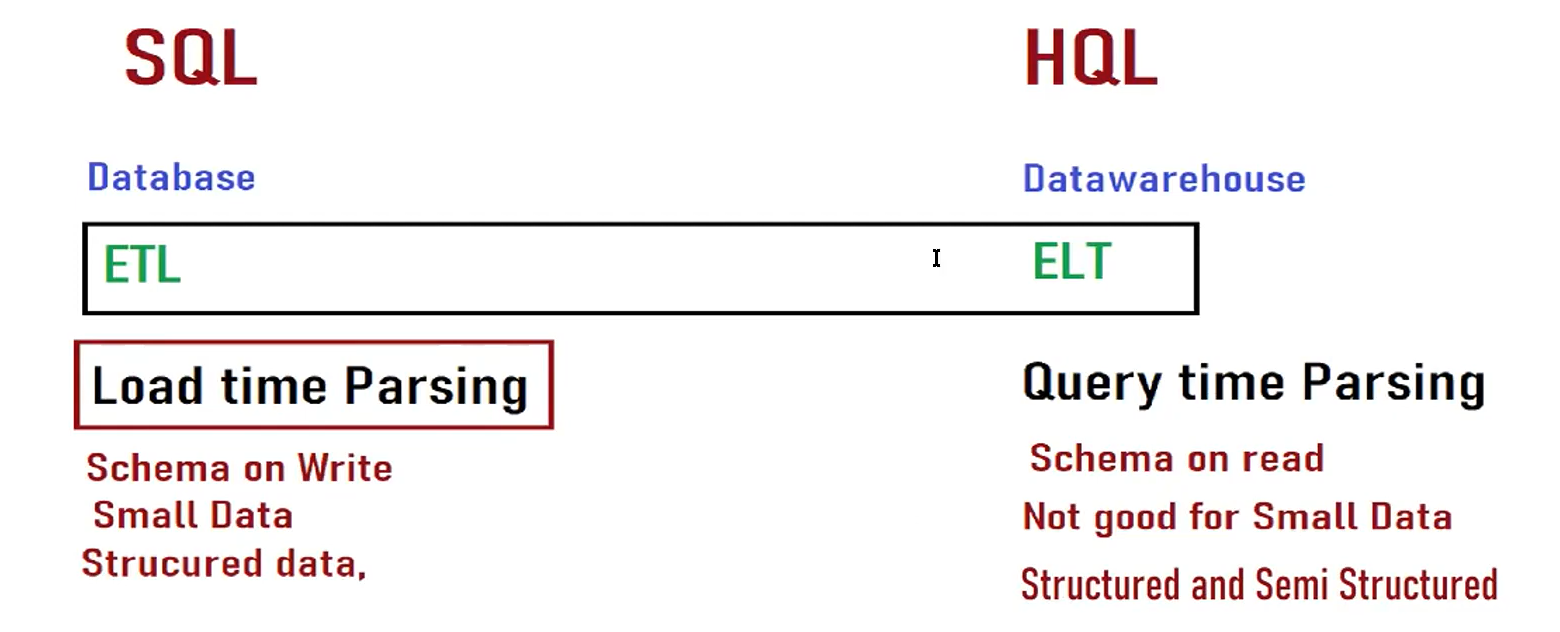 SQL
HQL
Database
Datawarehouse
ETL
ELT
Load time Parsing
Query time Parsing
Schema on Write
Schema on read
Small Data
Not good for Small Data
Strucured data,
Structured and Semi Structured